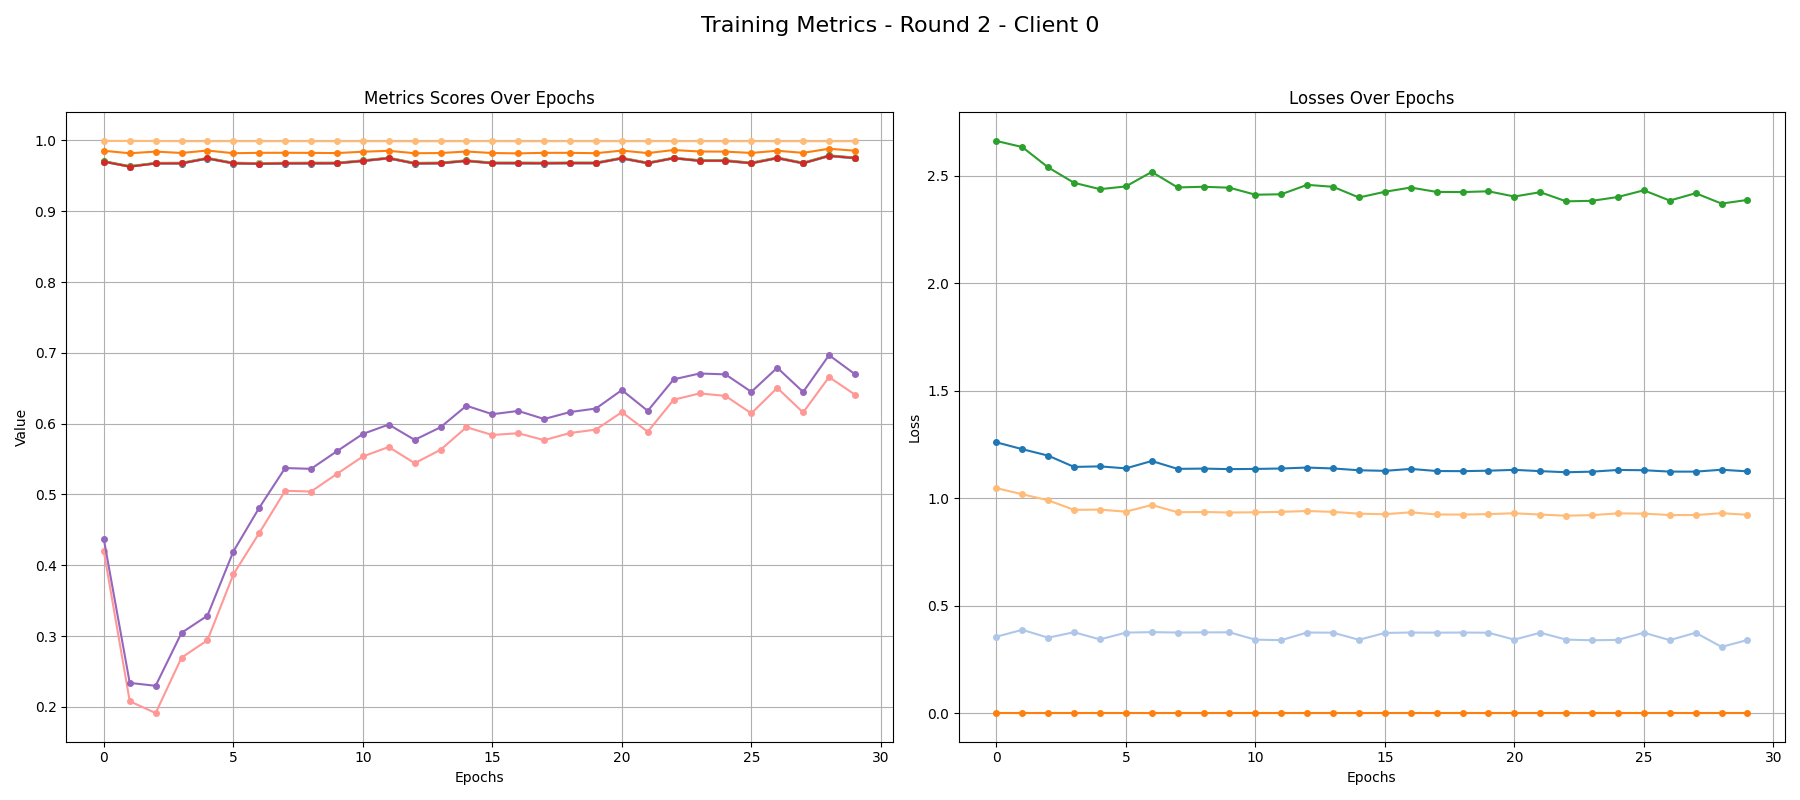 Training Metrics - Round 2 - Client 0
Metrics Scores Over Epochs
1.0
0.9
0.8
0.7
0.6
0.5
0.4
0.3
0.2
Value
0 5 10 15 20 25 30
Epochs
Losses Over Epochs
2.5
2.0
1.5
1.0
0.5
0.0
Loss
0 5 10 15 20 25 30
Epochs